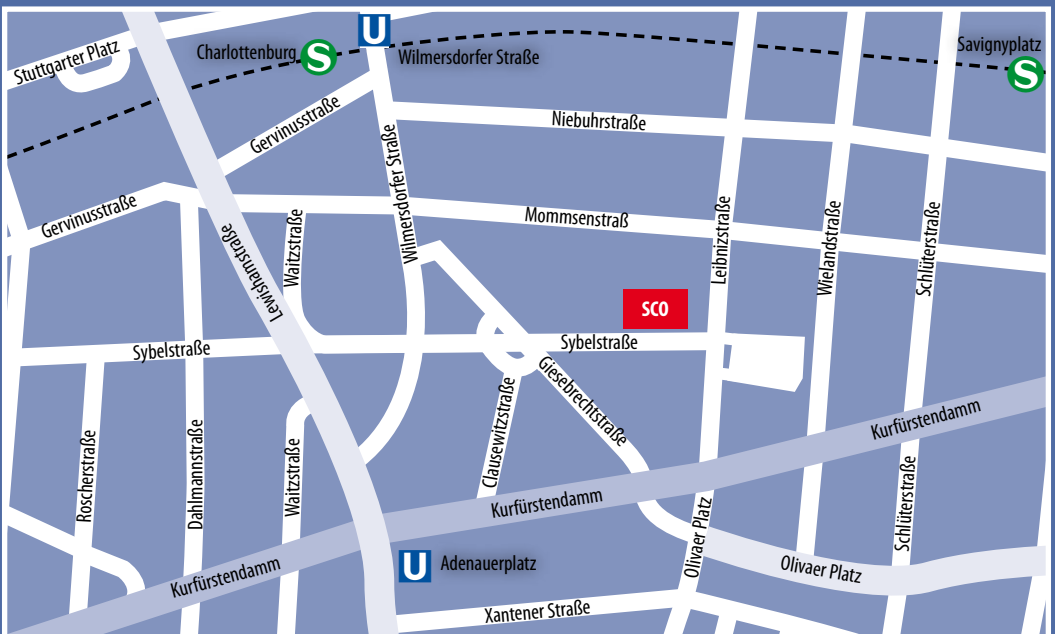 U
Savignyplatz
Stuttgarter Platz
Charlottenburg
S
Wilmersdorfer Straße
S
Gervinusstraße
Niebuhrstraße
Wilmersdorfer Straße
Gervinusstraße
Mommsenstraß
Waitzstraße
Leibnizstraße
Wielandstraße
Schlüterstraße
Lewishamstraße
SCO
Sybelstraße
Sybelstraße
Giesebrechtstraße
Clausewitzstraße
Kurfürstendamm
Roscherstraße
Dahlmannstraße
Waitzstraße
Kurfürstendamm
Schlüterstraße
Olivaer Platz
U
Adenauerplatz
Kurfürstendamm
Olivaer Platz
Xantener Straße